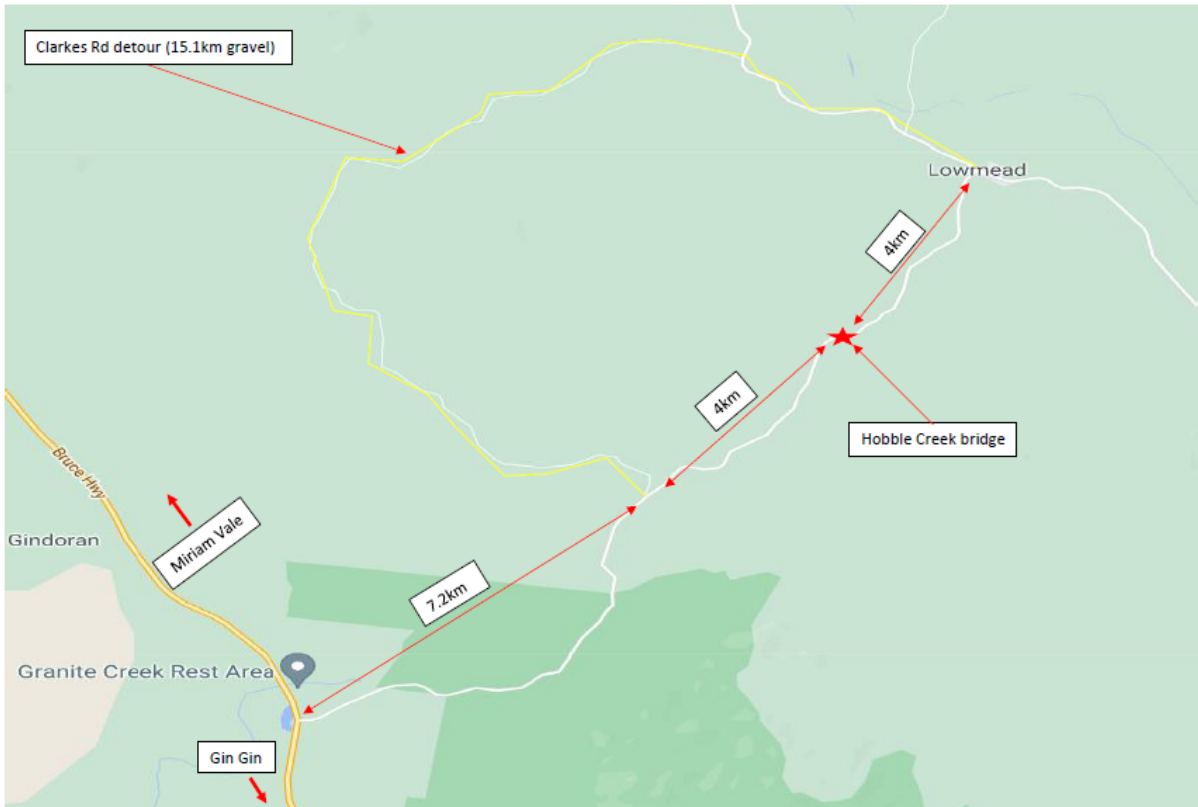 Clarkes Rd detour (15.1km gravel)
Lowmead
4km
4km
Hobble Creek bridge
Bruce Hwy
Miriam Vale
Gindoran
7.2km
Granite Creek Rest Area
Gin Gin